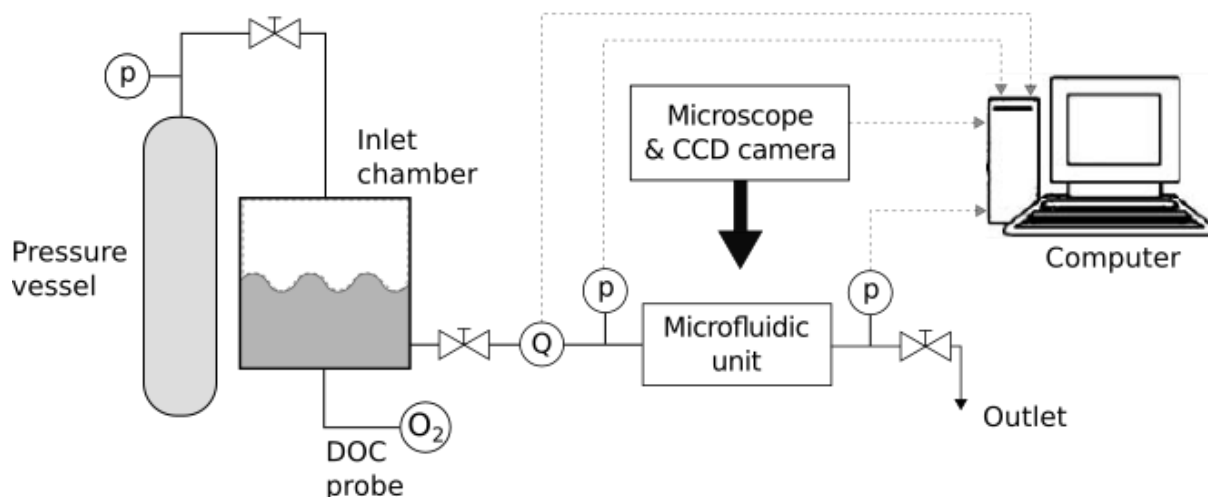 p
Inlet
chamber
Pressure
vessel
O2
DOC
probe
Q
p
Microscope
& CCD camera
Microfluidic
unit
p
Outlet
Computer